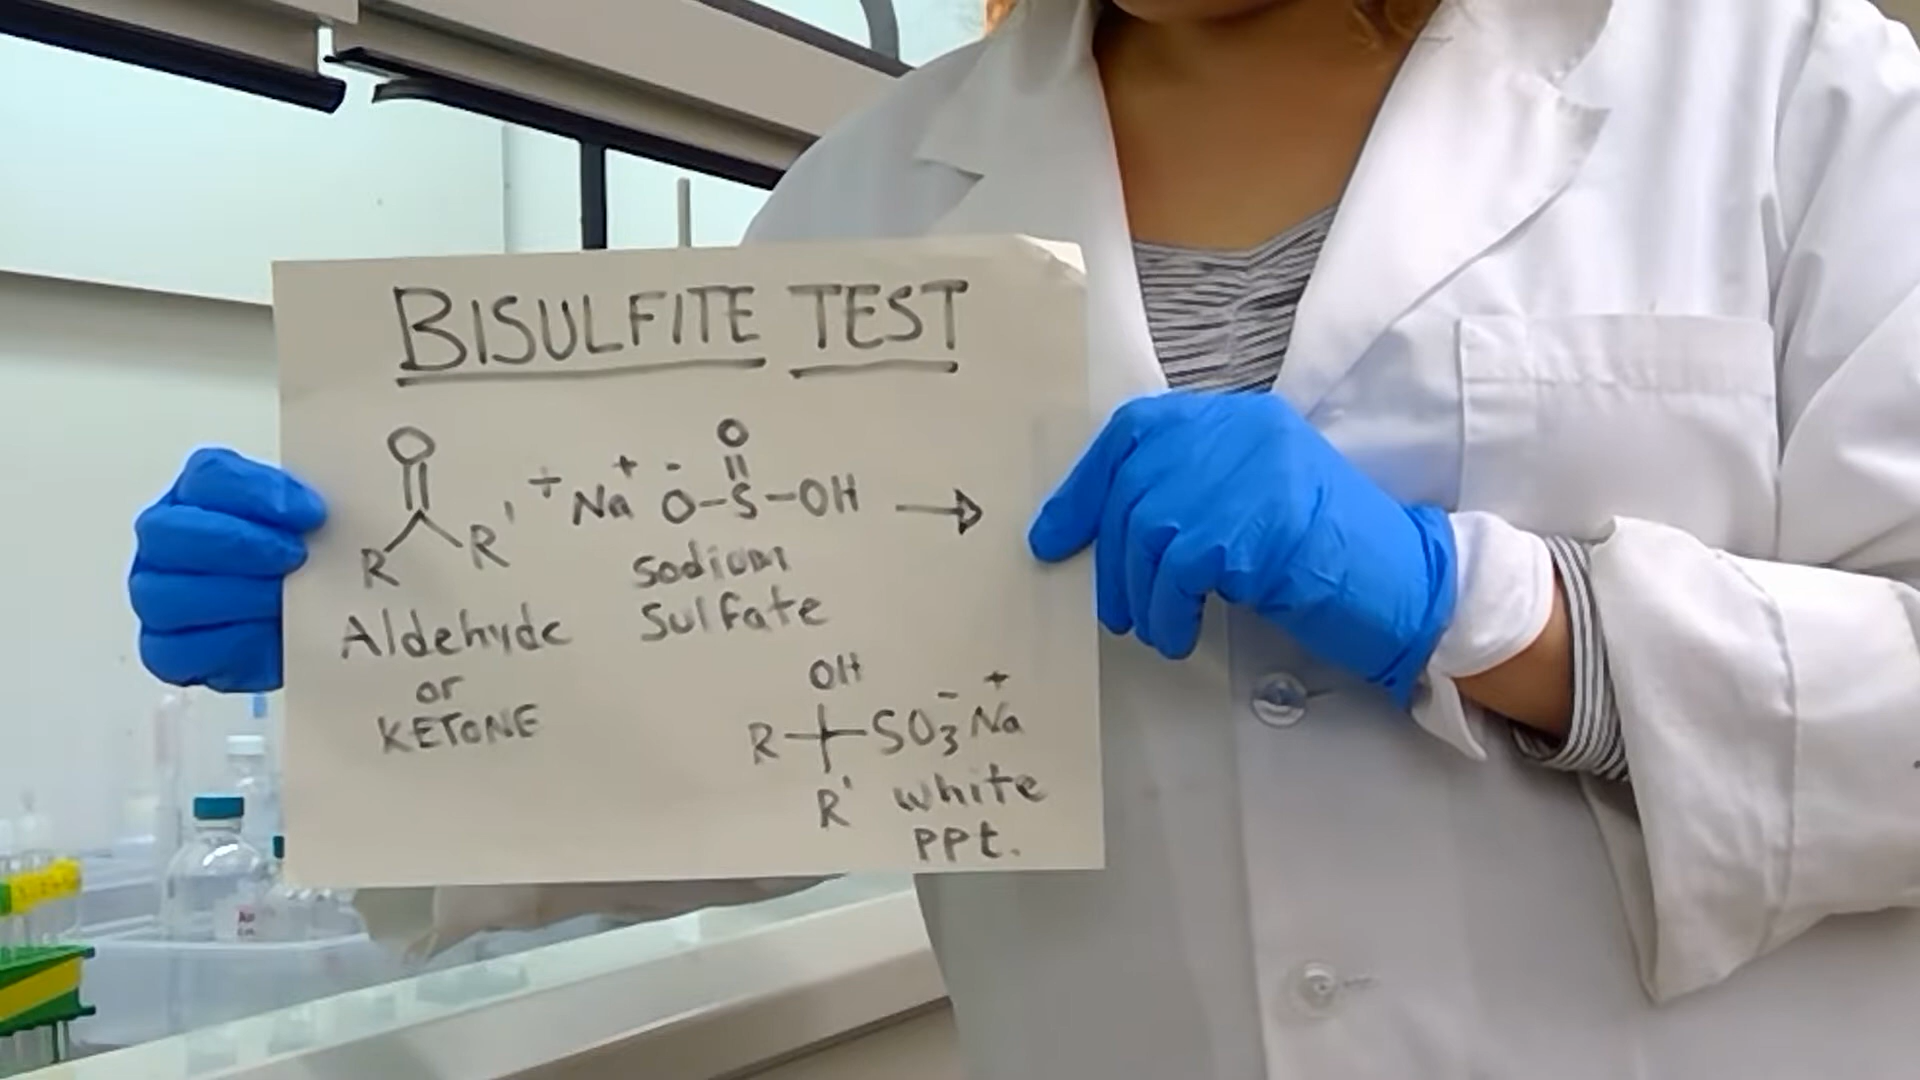 BISULFITE TEST
O
R R' + Na+ -O-S-OH →
O
Aldehyde
or
KETONE
Sodium
Sulfate
OH
R SO3- Na+
R'
white
ppt.